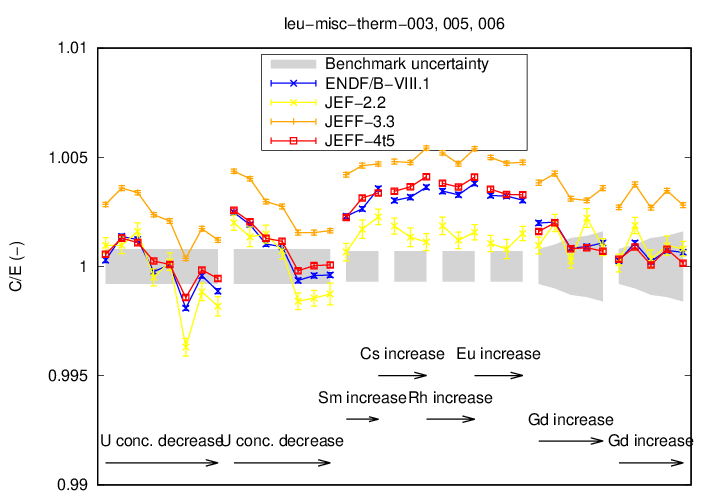 leu−misc−therm−003, 005, 006
1.01
Benchmark uncertainty
ENDF/B−VIII.1
JEF−2.2
JEFF−3.3
JEFF−4t5
1.005
C/E (−)
1
0.995
Cs increase
Eu increase
Sm increase
Rh increase
Gd increase
U conc. decrease
U conc. decrease
Gd increase
0.99